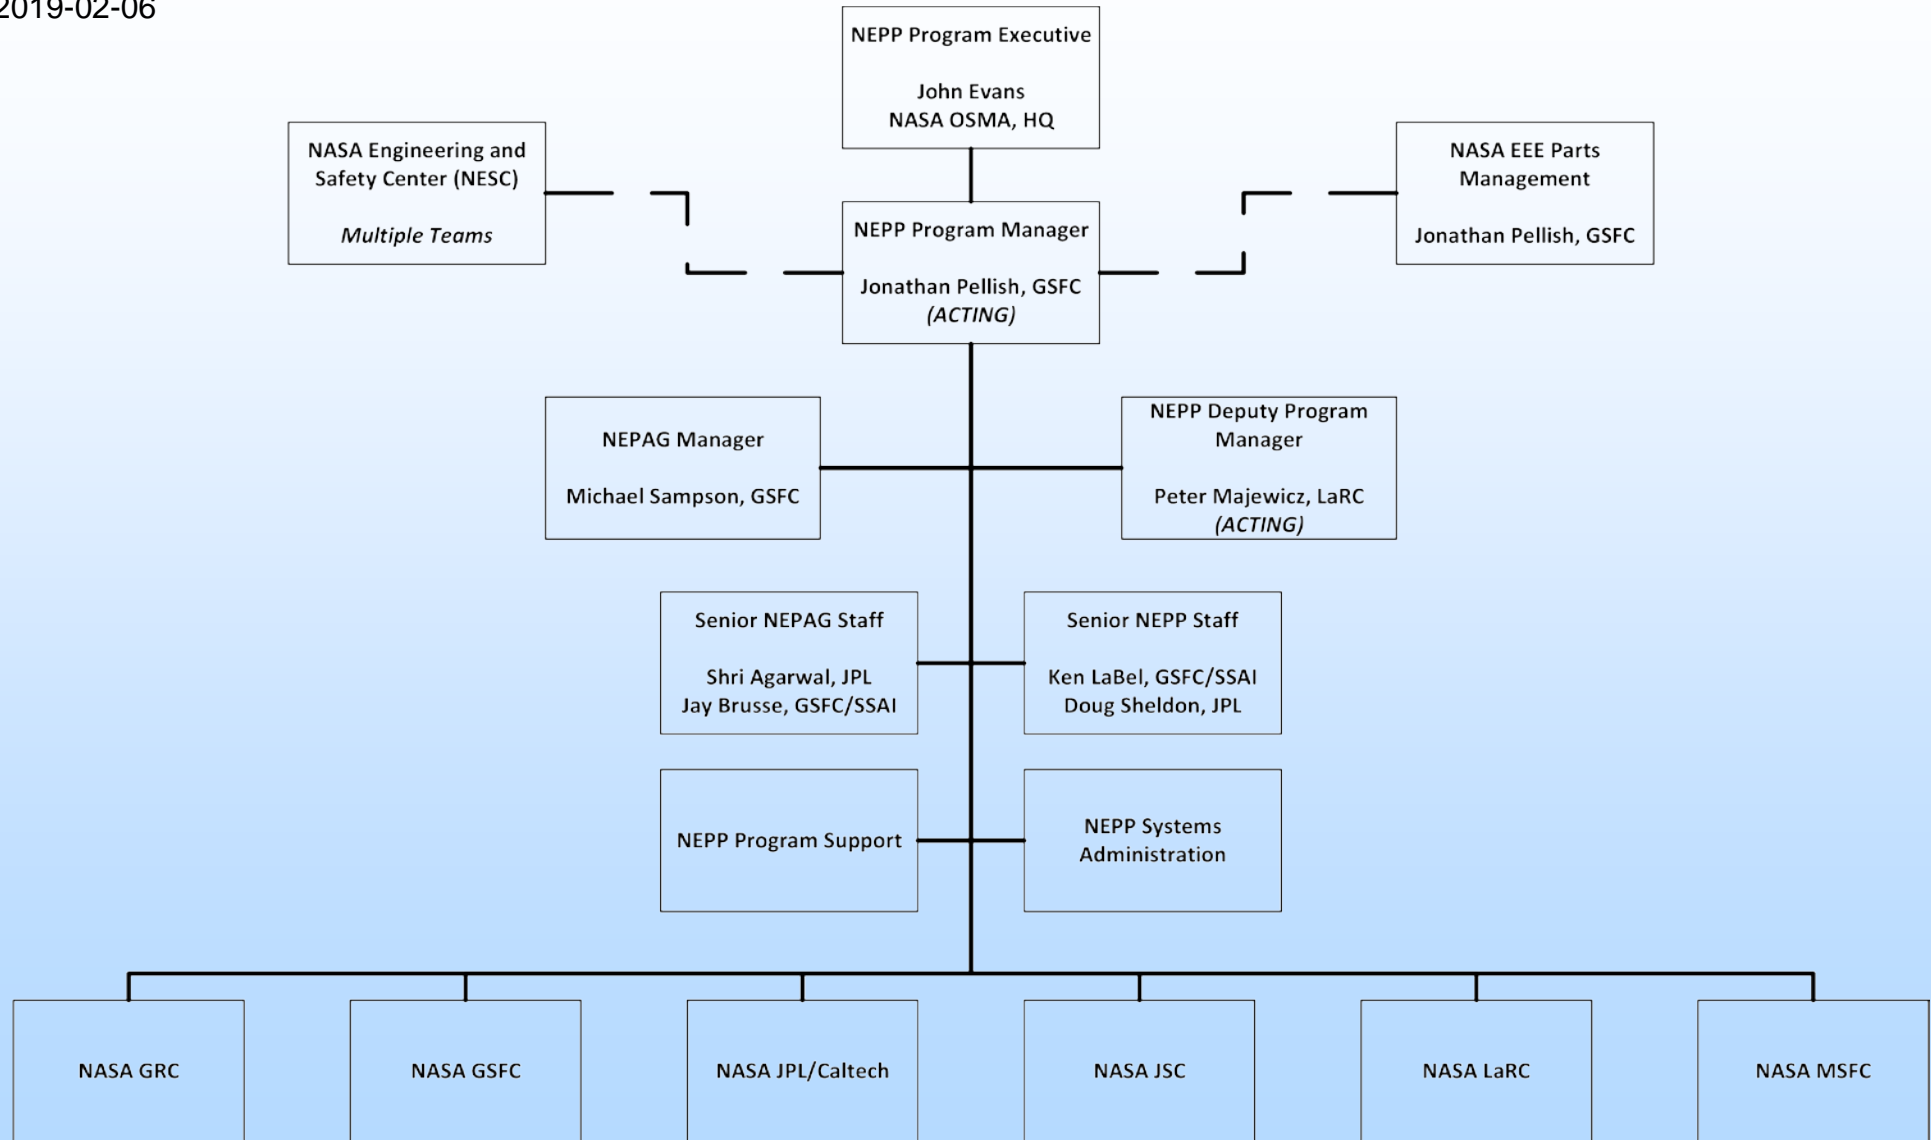 2019-02-06
NEPP Program Executive
John Evans
NASA OSMA, HQ
NASA Engineering and
Safety Center (NESC)
Multiple Teams
NASA EEE Parts
Management
Jonathan Pellish, GSFC
NEPP Program Manager
Jonathan Pellish, GSFC
(ACTING)
NEPAG Manager
Michael Sampson, GSFC
NEPP Deputy Program
Manager
Peter Majewicz, LaRC
(ACTING)
Senior NEPAG Staff
Shri Agarwal, JPL
Jay Brusse, GSFC/SSAI
Senior NEPP Staff
Ken LaBel, GSFC/SSAI
Doug Sheldon, JPL
NEPP Program Support
NEPP Systems
Administration
NASA GRC
NASA GSFC
NASA JPL/Caltech
NASA JSC
NASA LaRC
NASA MSFC